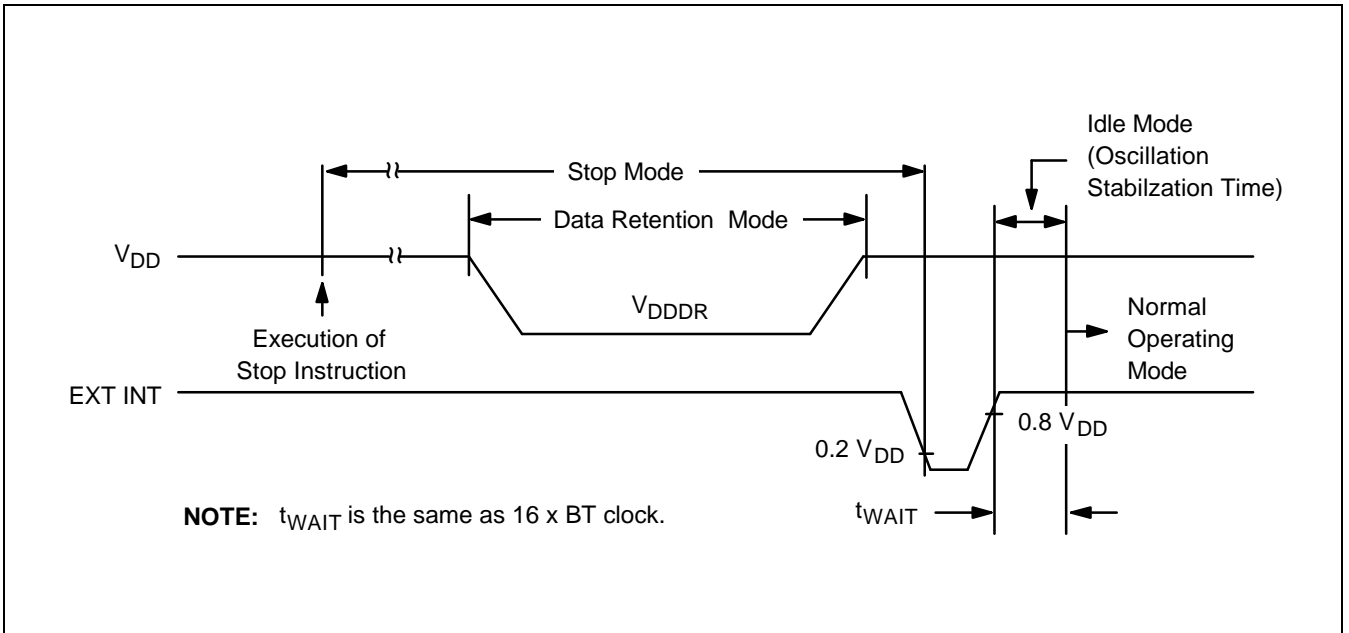 Idle Mode
(Oscillation
Stabilzation Time)
Stop Mode
Data Retention Mode
VDD
VDDDR
Execution of
Stop Instruction
Normal
Operating
Mode
EXT INT
0.2 VDD
0.8 VDD
NOTE: tWAIT is the same as 16 x BT clock.
tWAIT